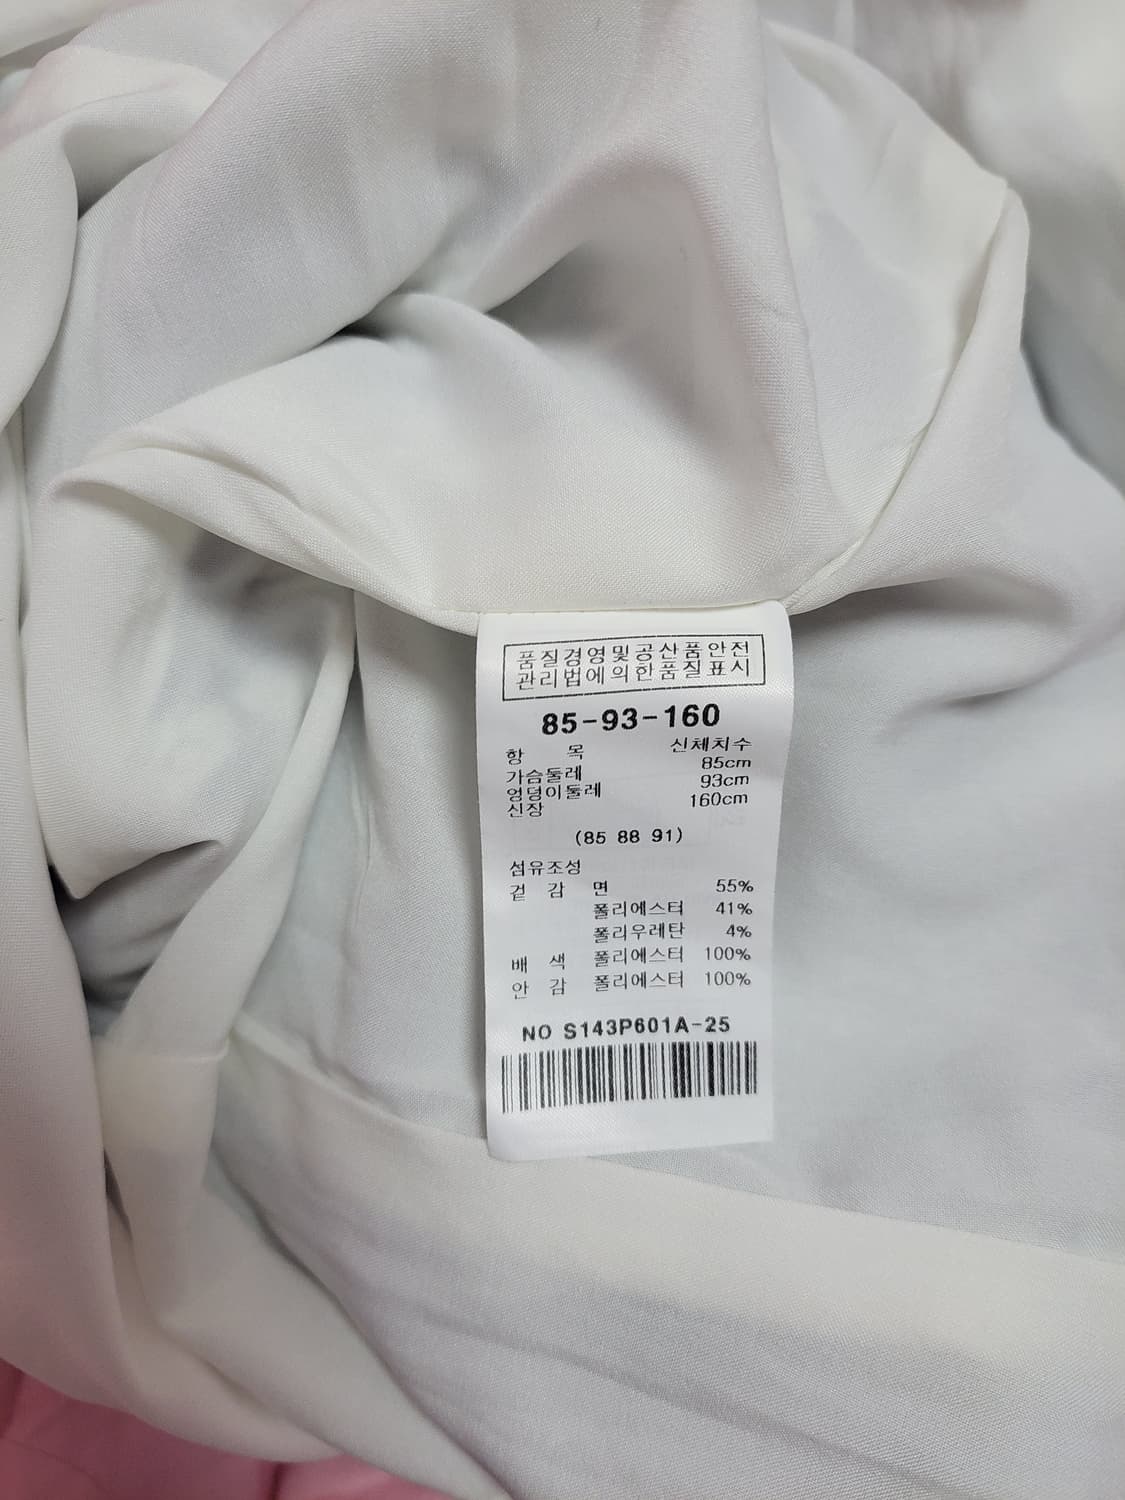 품질경영및공산품안전
관리법에의한품질표시
85-93-160
항 목 신체치수
가슴둘레 85cm
엉덩이둘레 93cm
신장 160cm
(85 88 91)
섬유조성
겉 감 면 55%
폴리에스터 41%
폴리우레탄 4%
배 색 폴리에스터 100%
안 감 폴리에스터 100%
NO S143P601A-25